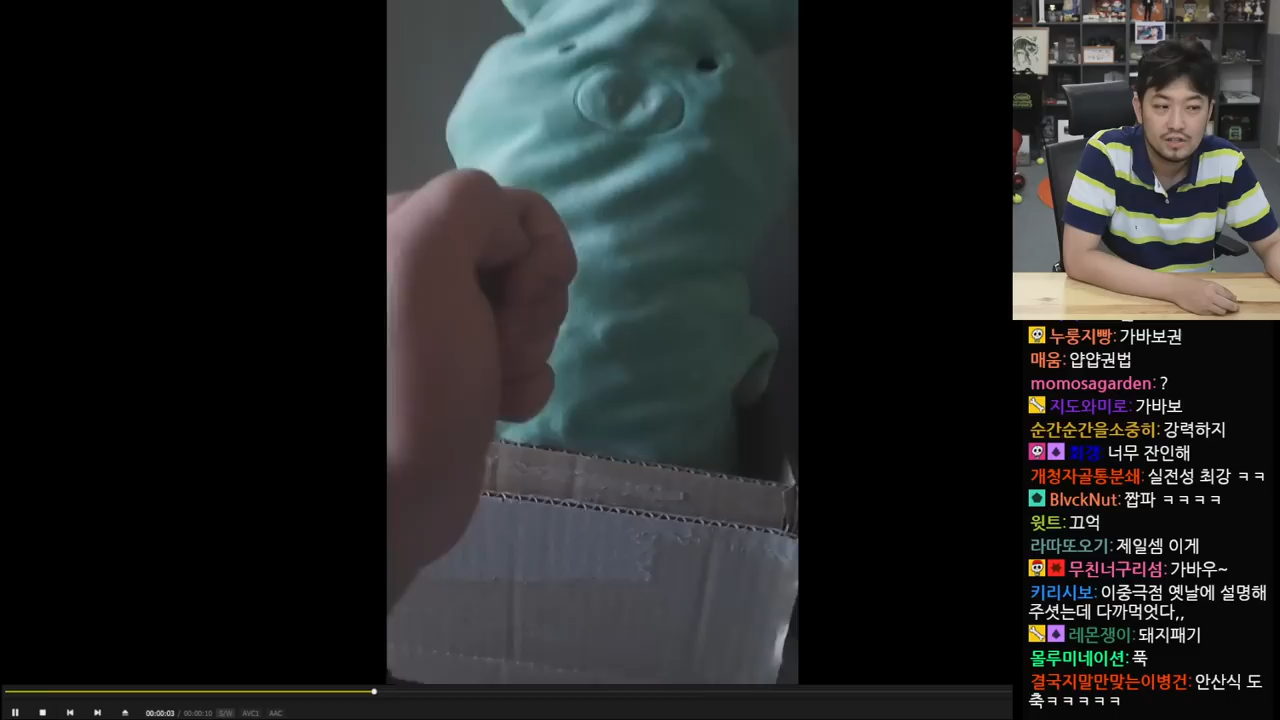 누룽지빵: 가바보권
매움: 얍얍권법
momosagarden: ?
지도와미로: 가바보
순간순간을소중히: 강력하지
화갱: 너무 잔인해
개청자골통분쇄: 실전성 최강 ㅋㅋ
BlvckNut: 짭파 ㅋㅋㅋㅋ
윗트: 끄억
라따또오기: 제일셈 이게
무친너구리섬: 가바우~
키리시보: 이중극점 옛날에 설명해
주셧는데 다까먹엇다,,
레몬쟁이: 돼지패기
몰루미네이션: 푹
결국지말만맞는이병건: 안산식 도
축ㅋㅋㅋㅋㅋ
00:00:03 / 00:00:10 S/W AVC1 AAC